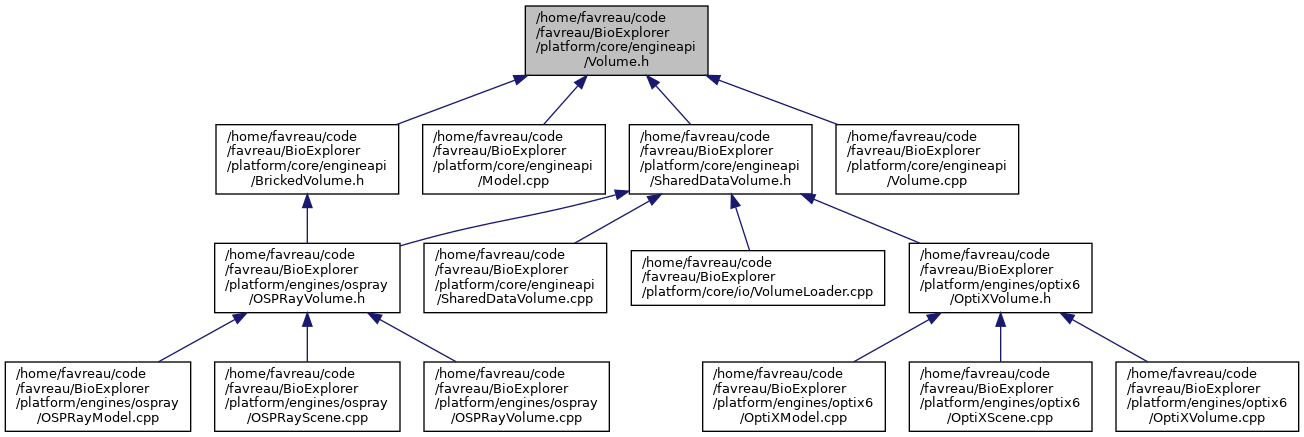 /home/favreau/code
/favreau/BioExplorer
/platform/core/engineapi
/Volume.h
/home/favreau/code
/favreau/BioExplorer
/platform/core/engineapi
/BrickedVolume.h
/home/favreau/code
/favreau/BioExplorer
/platform/core/engineapi
/Model.cpp
/home/favreau/code
/favreau/BioExplorer
/platform/core/engineapi
/SharedDataVolume.h
/home/favreau/code
/favreau/BioExplorer
/platform/core/engineapi
/Volume.cpp
/home/favreau/code
/favreau/BioExplorer
/platform/engines/ospray
/OSPRayVolume.h
/home/favreau/code
/favreau/BioExplorer
/platform/core/engineapi
/SharedDataVolume.cpp
/home/favreau/code
/favreau/BioExplorer
/platform/core/io/VolumeLoader.cpp
/home/favreau/code
/favreau/BioExplorer
/platform/engines/optix6
/OptiXVolume.h
/home/favreau/code
/favreau/BioExplorer
/platform/engines/ospray
/OSPRayModel.cpp
/home/favreau/code
/favreau/BioExplorer
/platform/engines/ospray
/OSPRayScene.cpp
/home/favreau/code
/favreau/BioExplorer
/platform/engines/ospray
/OSPRayVolume.cpp
/home/favreau/code
/favreau/BioExplorer
/platform/engines/optix6
/OptiXModel.cpp
/home/favreau/code
/favreau/BioExplorer
/platform/engines/optix6
/OptiXScene.cpp
/home/favreau/code
/favreau/BioExplorer
/platform/engines/optix6
/OptiXVolume.cpp